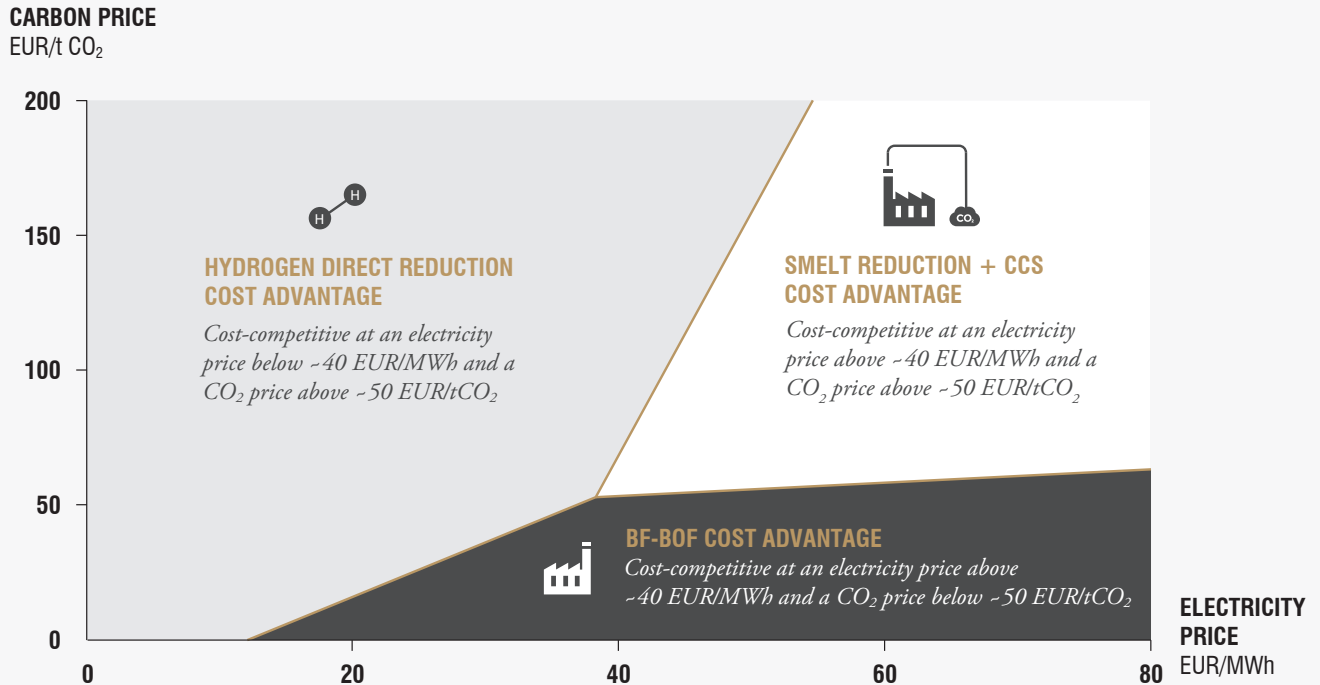 CARBON PRICE
EUR/t CO₂
200
150
100
50
0
H
H
HYDROGEN DIRECT REDUCTION
COST ADVANTAGE
Cost-competitive at an electricity
price below ~40 EUR/MWh and a
CO₂ price above ~50 EUR/tCO₂
CO₂
SMELT REDUCTION + CCS
COST ADVANTAGE
Cost-competitive at an electricity
price above ~40 EUR/MWh and a
CO₂ price above ~50 EUR/tCO₂
BF-BOF COST ADVANTAGE
Cost-competitive at an electricity price above
~40 EUR/MWh and a CO₂ price below ~50 EUR/tCO₂
0
20
40
60
80
ELECTRICITY
PRICE
EUR/MWh